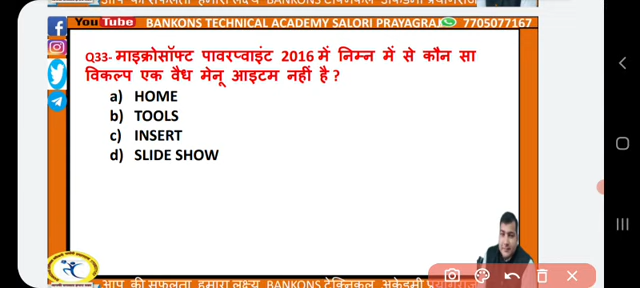 You Tube BANKONS TECHNICAL ACADEMY SALORI PRAYAGRAJ 7705077167
Q33- माइक्रोसॉफ्ट पावरप्वाइंट 2016 में निम्न में से कौन सा
विकल्प एक वैध मेनू आइटम नहीं है ?
a) HOME
b) TOOLS
c) INSERT
d) SLIDE SHOW
आप की सफलता हमारा लक्ष्य BANKONS टेक्निकल अकेडमी प्रयागराज